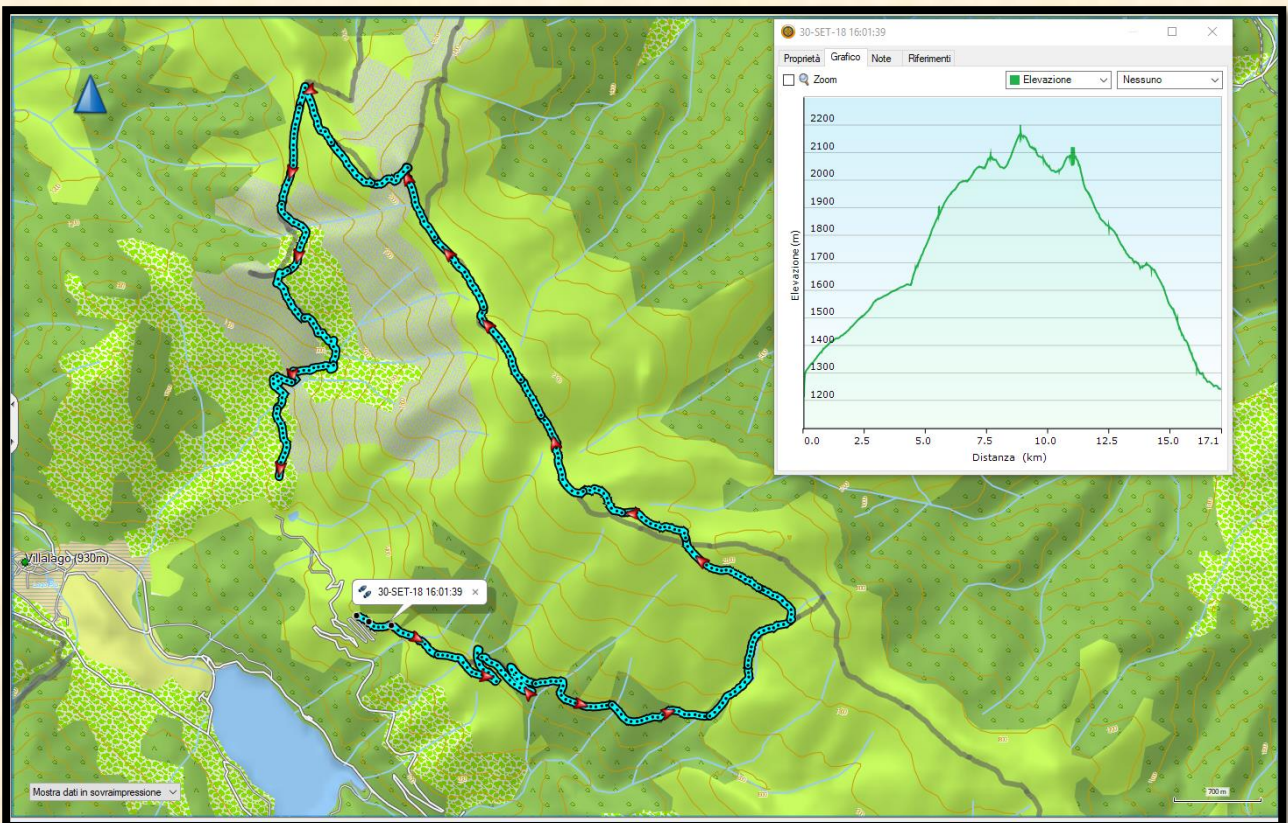 30-SET-18 16:01:39
Proprietà Grafico Note Riferimenti
Zoom
Elevazione
Nessuno
2200
2100
2000
1900
1800
1700
1600
1500
1400
1300
1200
Elevazione (m)
0.0 2.5 5.0 7.5 10.0 12.5 15.0 17.1
Distanza (km)
Villalago (930m)
30-SET-18 16:01:39
Mostra dati in sovraimpressione
700 m